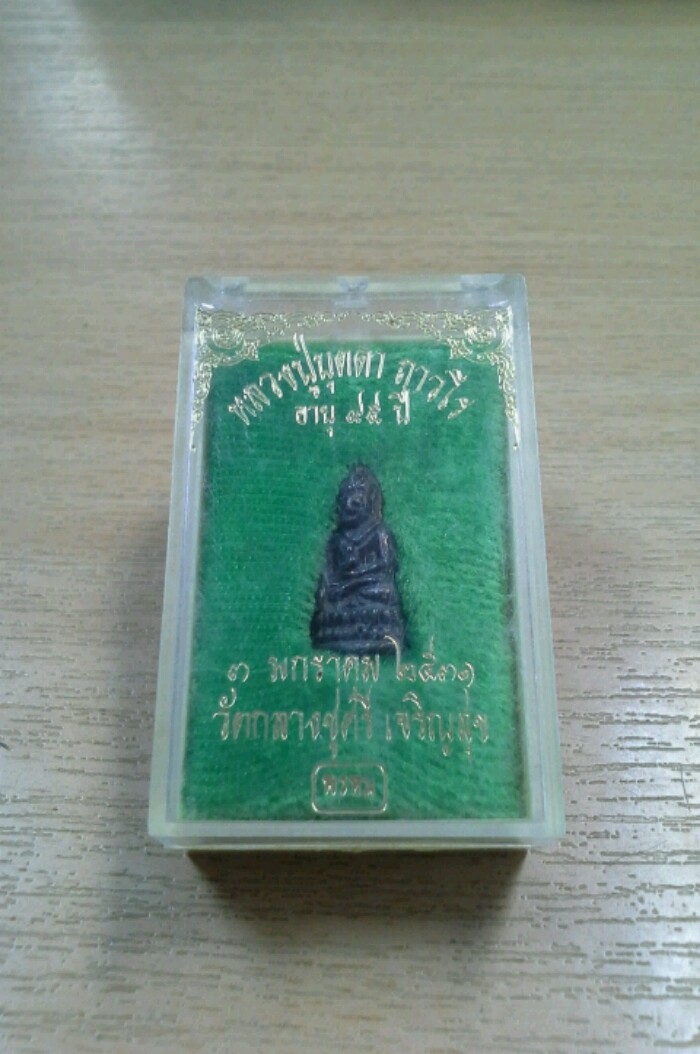 หลวงปู่บุดดา ถาวโร
อายุ ๙๕ ปี
๓ มกราคม ๒๕๓๑
วัดกลางชูศรี เจริญสุข